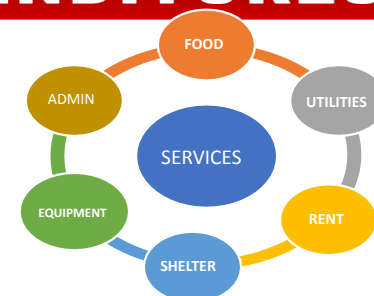 FOOD
ADMIN
UTILITIES
SERVICES
EQUIPMENT
RENT
SHELTER